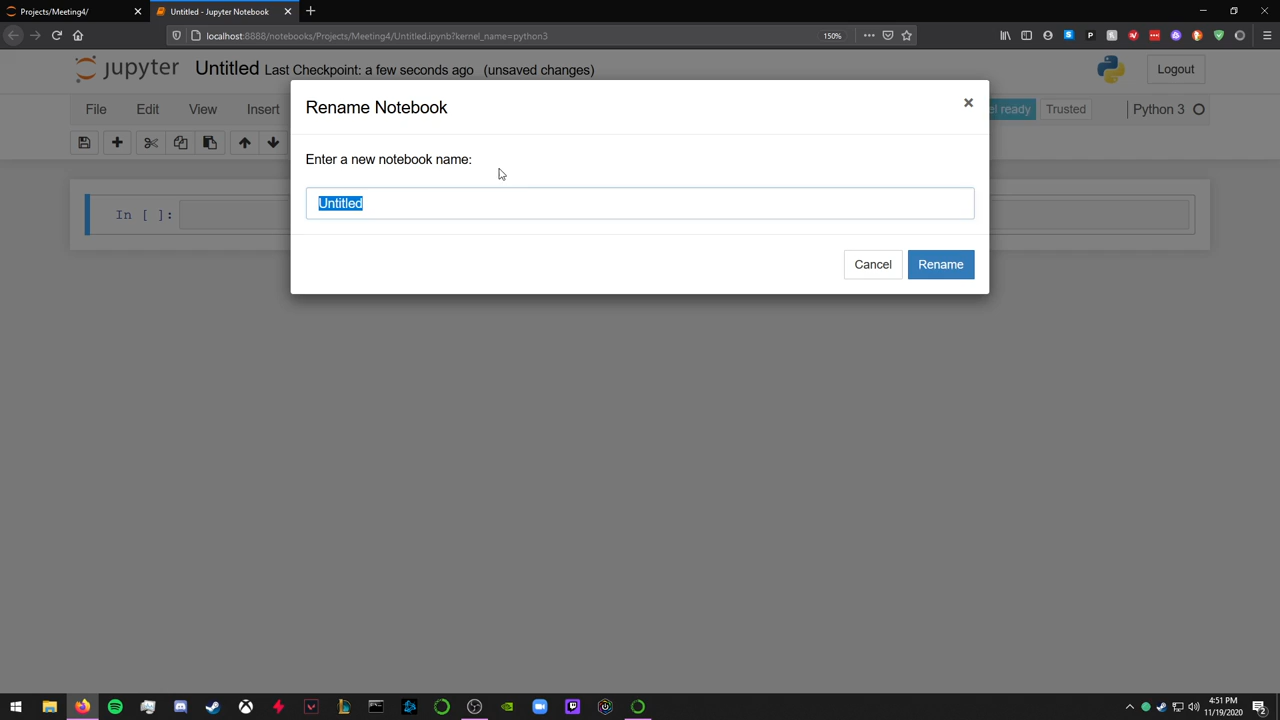 Projects/Meeting4/
Untitled - Jupyter Notebook
localhost:8888/notebooks/Projects/Meeting4/Untitled.ipynb?kernel_name=python3
150%
jupyter Untitled Last Checkpoint: a few seconds ago (unsaved changes)
Logout
File Edit View Insert
ready Trusted Python 3
Rename Notebook
Enter a new notebook name:
Untitled
Cancel Rename
In [ ]:
4:51 PM
11/19/2020